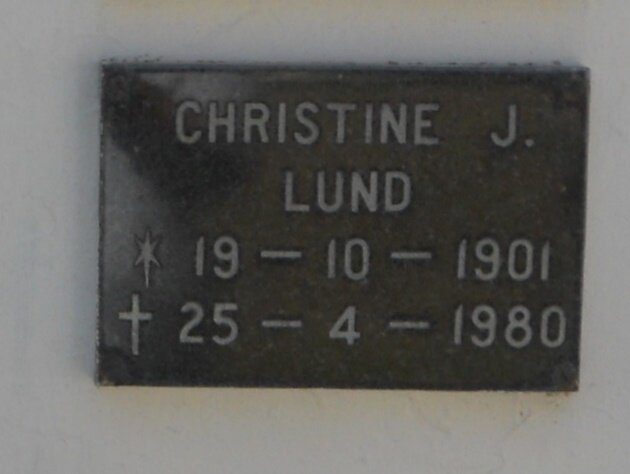 CHRISTINE J.
LUND
* 19 – 10 – 1901
† 25 – 4 – 1980